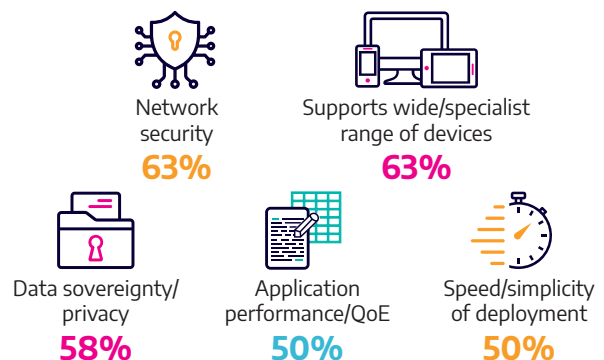 Network
security
63%
Supports wide/specialist
range of devices
63%
Data sovereignty/
privacy
58%
Application
performance/QoE
50%
Speed/simplicity
of deployment
50%